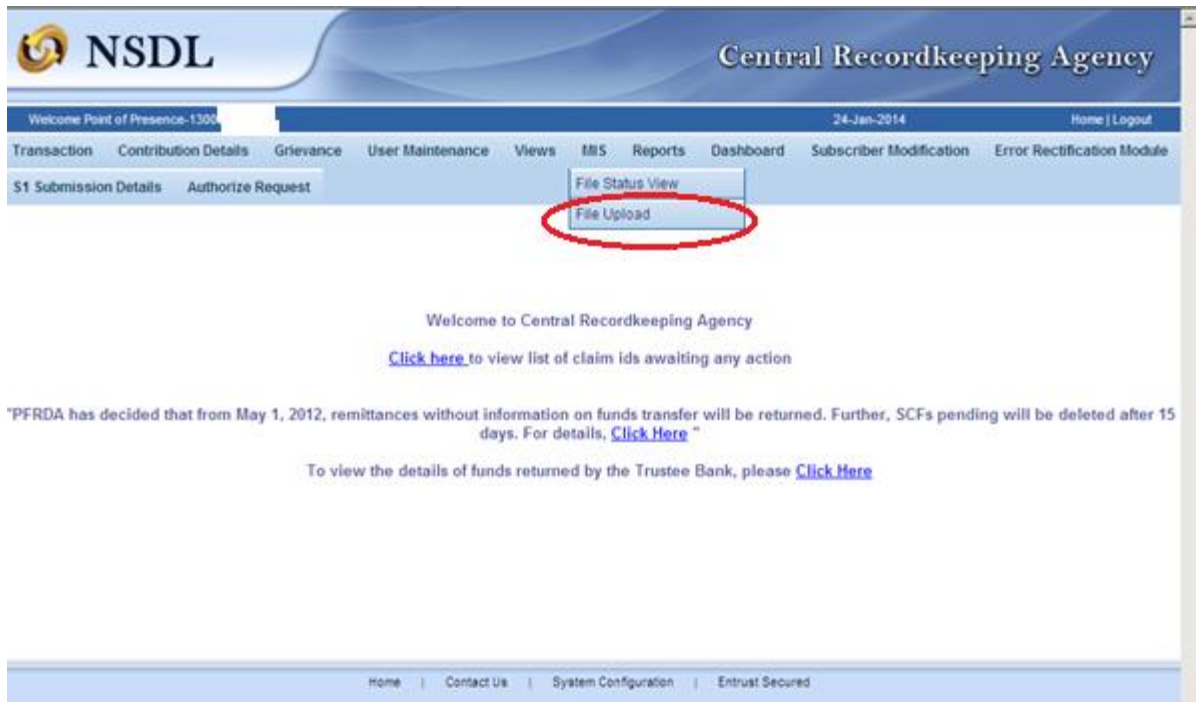 NSDL
Central Recordkeeping Agency
Welcome Point of Presence-1300
24-Jan-2014
Home | Logout
Transaction Contribution Details Grievance User Maintenance Views MIS Reports Dashboard Subscriber Modification Error Rectification Module
S1 Submission Details Authorize Request
File Status View
File Upload
Welcome to Central Recordkeeping Agency
Click here to view list of claim ids awaiting any action
"PFRDA has decided that from May 1, 2012, remittances without information on funds transfer will be returned. Further, SCFs pending will be deleted after 15
days. For details, Click Here "
To view the details of funds returned by the Trustee Bank, please Click Here
Home | Contact Us | System Configuration | Entrust Secured